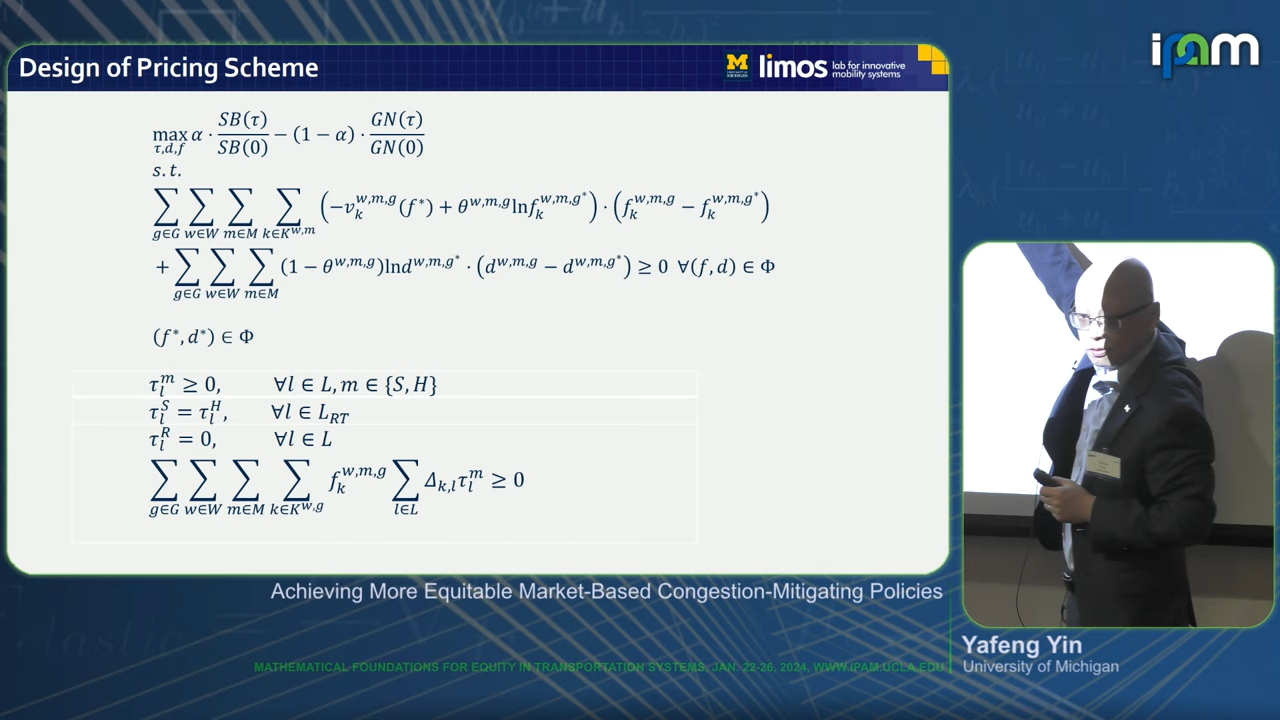 Design of Pricing Scheme
M
limos lab for innovative mobility systems
ipam
max_{τ,d,f} α · SB(τ)/SB(0) − (1 − α) · GN(τ)/GN(0)
s.t.
∑_{g∈G} ∑_{w∈W} ∑_{m∈M} ∑_{k∈K^{w,m}} (−v_k^{w,m,g}(f*) + θ^{w,m,g} ln f_k^{w,m,g*}) · (f_k^{w,m,g} − f_k^{w,m,g*})
+ ∑_{g∈G} ∑_{w∈W} ∑_{m∈M} (1 − θ^{w,m,g}) ln d^{w,m,g*} · (d^{w,m,g} − d^{w,m,g*}) ≥ 0 ∀(f, d) ∈ Φ
(f*, d*) ∈ Φ
τ_l^m ≥ 0, ∀l ∈ L, m ∈ {S, H}
τ_l^S = τ_l^H, ∀l ∈ L_{RT}
τ_l^R = 0, ∀l ∈ L
∑_{g∈G} ∑_{w∈W} ∑_{m∈M} ∑_{k∈K^{w,g}} f_k^{w,m,g} ∑_{l∈L} Δ_{k,l} τ_l^m ≥ 0
Achieving More Equitable Market-Based Congestion-Mitigating Policies
Yafeng Yin
University of Michigan
MATHEMATICAL FOUNDATIONS FOR EQUITY IN TRANSPORTATION SYSTEMS, JAN. 22-26, 2024, WWW.IPAM.UCLA.EDU